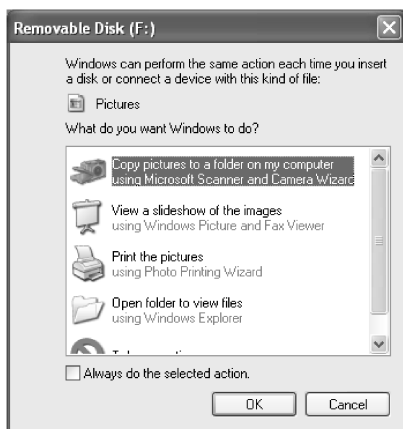 Removable Disk (F:)
Windows can perform the same action each time you insert
a disk or connect a device with this kind of file:
Pictures
What do you want Windows to do?
Copy pictures to a folder on my computer
using Microsoft Scanner and Camera Wizard
View a slideshow of the images
using Windows Picture and Fax Viewer
Print the pictures
using Photo Printing Wizard
Open folder to view files
using Windows Explorer
Always do the selected action.
OK
Cancel